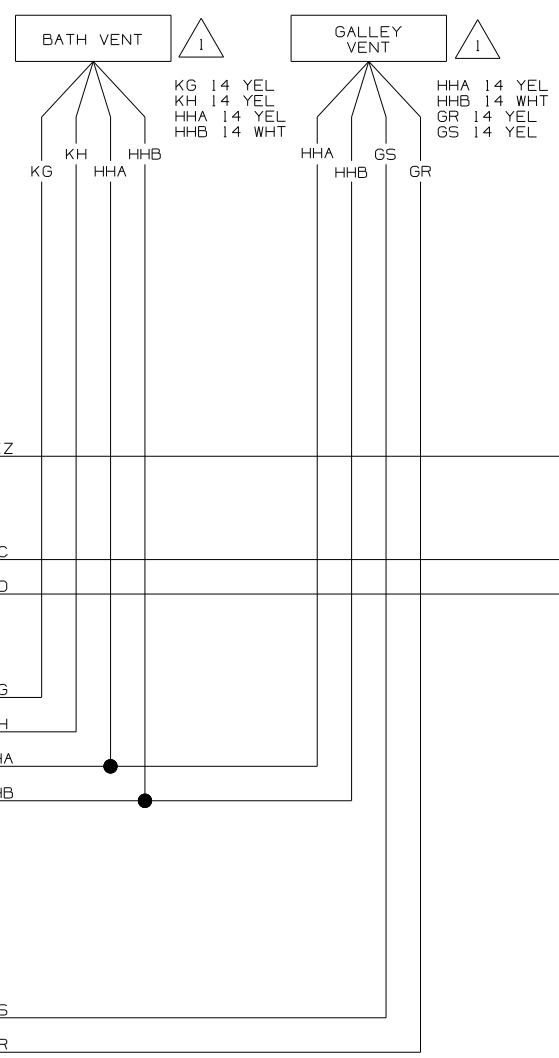 BATH VENT
1
GALLEY
VENT
1
KG 14 YEL
KH 14 YEL
HHA 14 YEL
HHB 14 WHT
HHA 14 YEL
HHB 14 WHT
GR 14 YEL
GS 14 YEL
KG
KH
HHA
HHB
HHA
HHB
GS
GR
Z
C
D
G
H
HA
HB
S
R